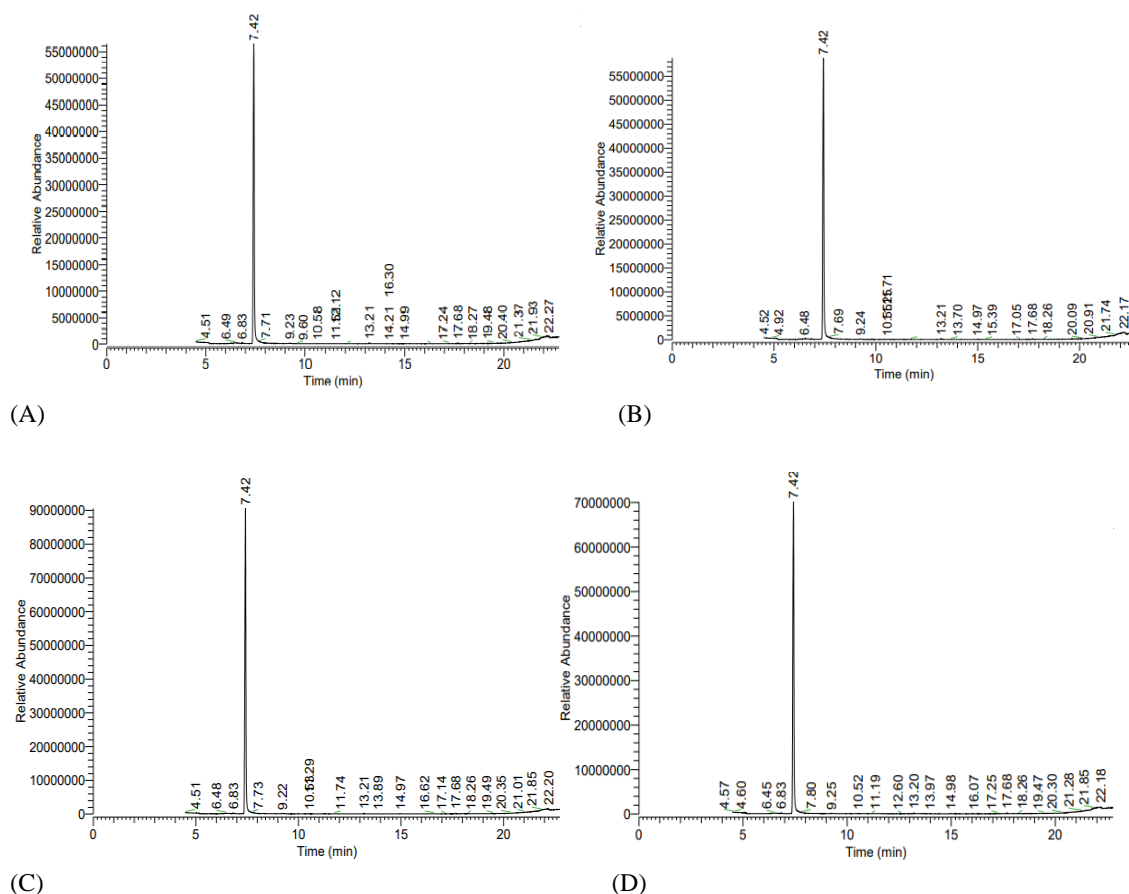 7.42
55000000
50000000
45000000
40000000
35000000
30000000
25000000
20000000
15000000
10000000
5000000
0
Relative Abundance
4.51 6.49 6.83 7.71 9.23 9.60 10.58 12.12 13.21 14.21 16.30 14.99 17.24 17.68 18.27 19.48 20.40 21.37 21.93 22.27
0 5 10 15 20
Time (min)
(A)
7.42
55000000
50000000
45000000
40000000
35000000
30000000
25000000
20000000
15000000
10000000
5000000
0
Relative Abundance
4.52 4.92 6.48 7.69 9.24 13.21 13.70 14.97 15.39 17.05 17.68 18.26 20.09 20.91 21.74 22.17
0 5 10 15 20
Time (min)
(B)
7.42
90000000
80000000
70000000
60000000
50000000
40000000
30000000
20000000
10000000
0
Relative Abundance
4.51 6.48 6.83 7.73 9.22 11.74 13.21 13.89 14.97 16.62 17.14 17.68 18.26 19.49 20.35 21.01 21.85 22.20
0 5 10 15 20
Time (min)
(C)
7.42
70000000
60000000
50000000
40000000
30000000
20000000
10000000
0
Relative Abundance
4.57 4.60 6.45 6.83 7.80 9.25 10.52 11.19 12.60 13.20 13.97 14.98 16.07 17.25 17.68 18.26 19.47 20.30 21.28 21.85 22.18
0 5 10 15 20
Time (min)
(D)